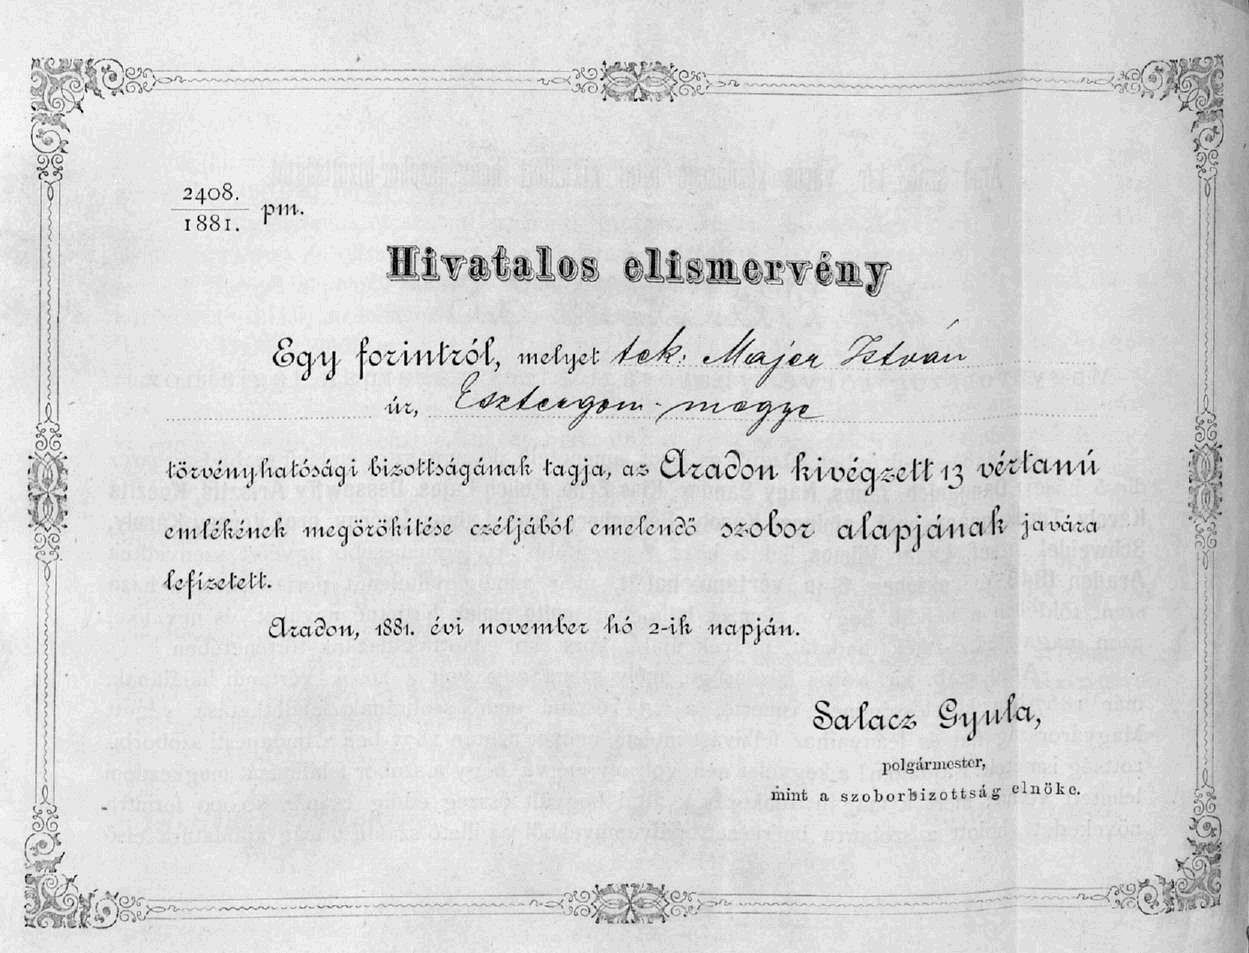 2408.
1881. pm.
Hivatalos elismervény
Egy forintról, melyet tek. Majer István
úr, Esztergom-megye
törvényhatósági bizottságának tagja, az Aradon kivégzett 13 vértanú
emlékének megörökitése czéljából emelendő szobor alapjának javára
lefizetett.
Aradon, 1881. évi november hó 2-ik napján.
Salacz Gyula,
polgármester,
mint a szoborbizottság elnöke.